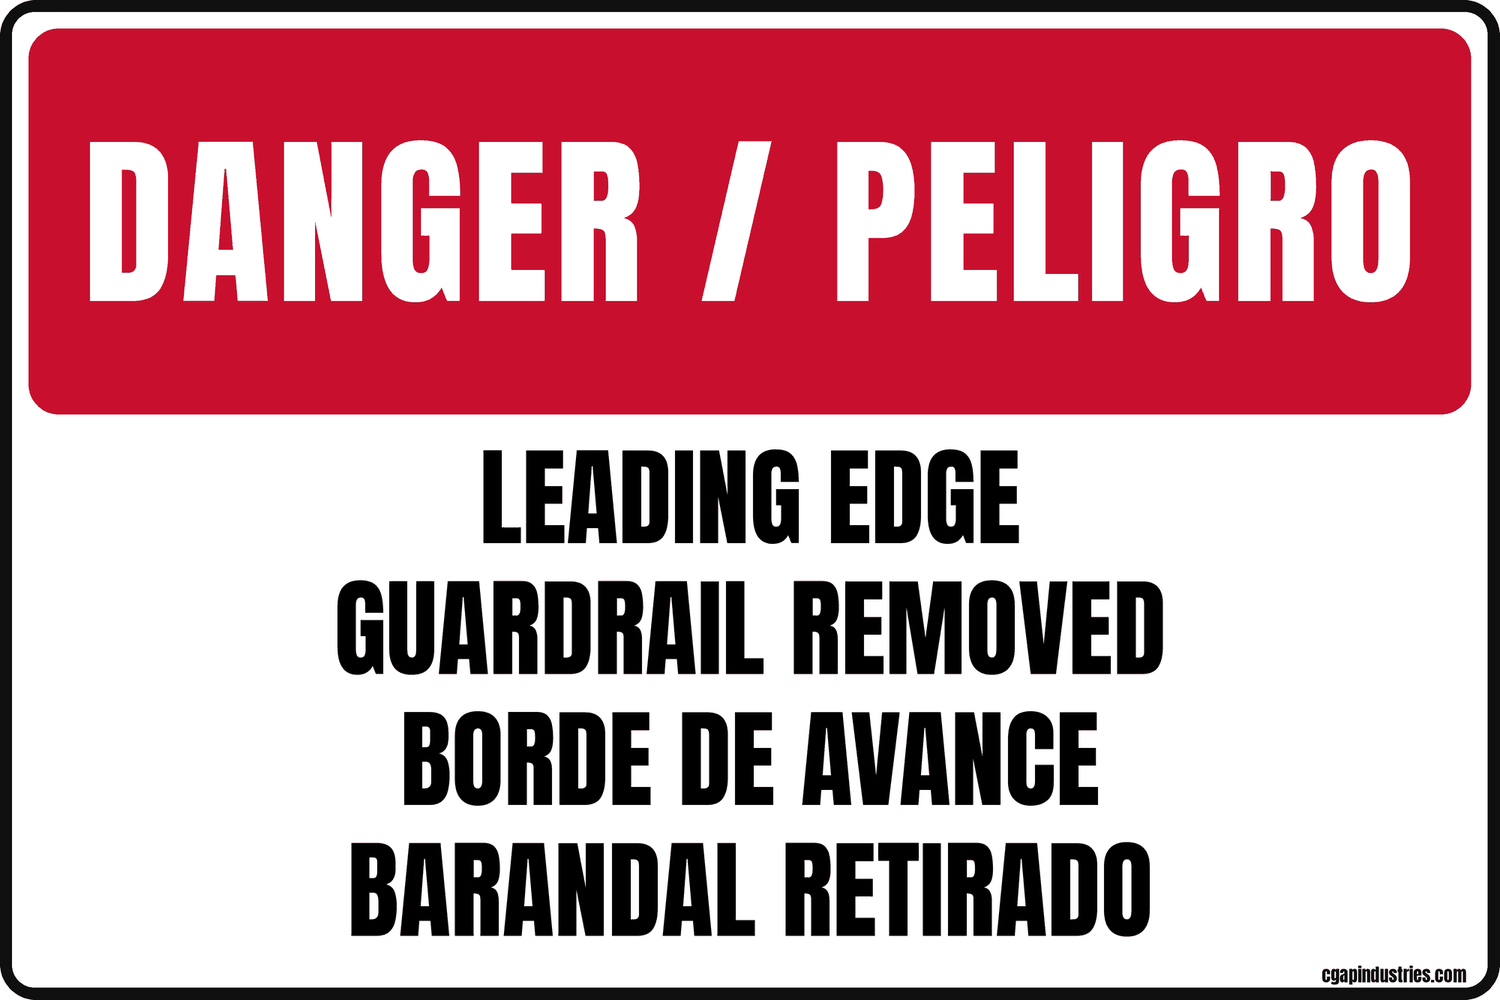 DANGER / PELIGRO
LEADING EDGE
GUARDRAIL REMOVED
BORDE DE AVANCE
BARANDAL RETIRADO
cgapindustries.com